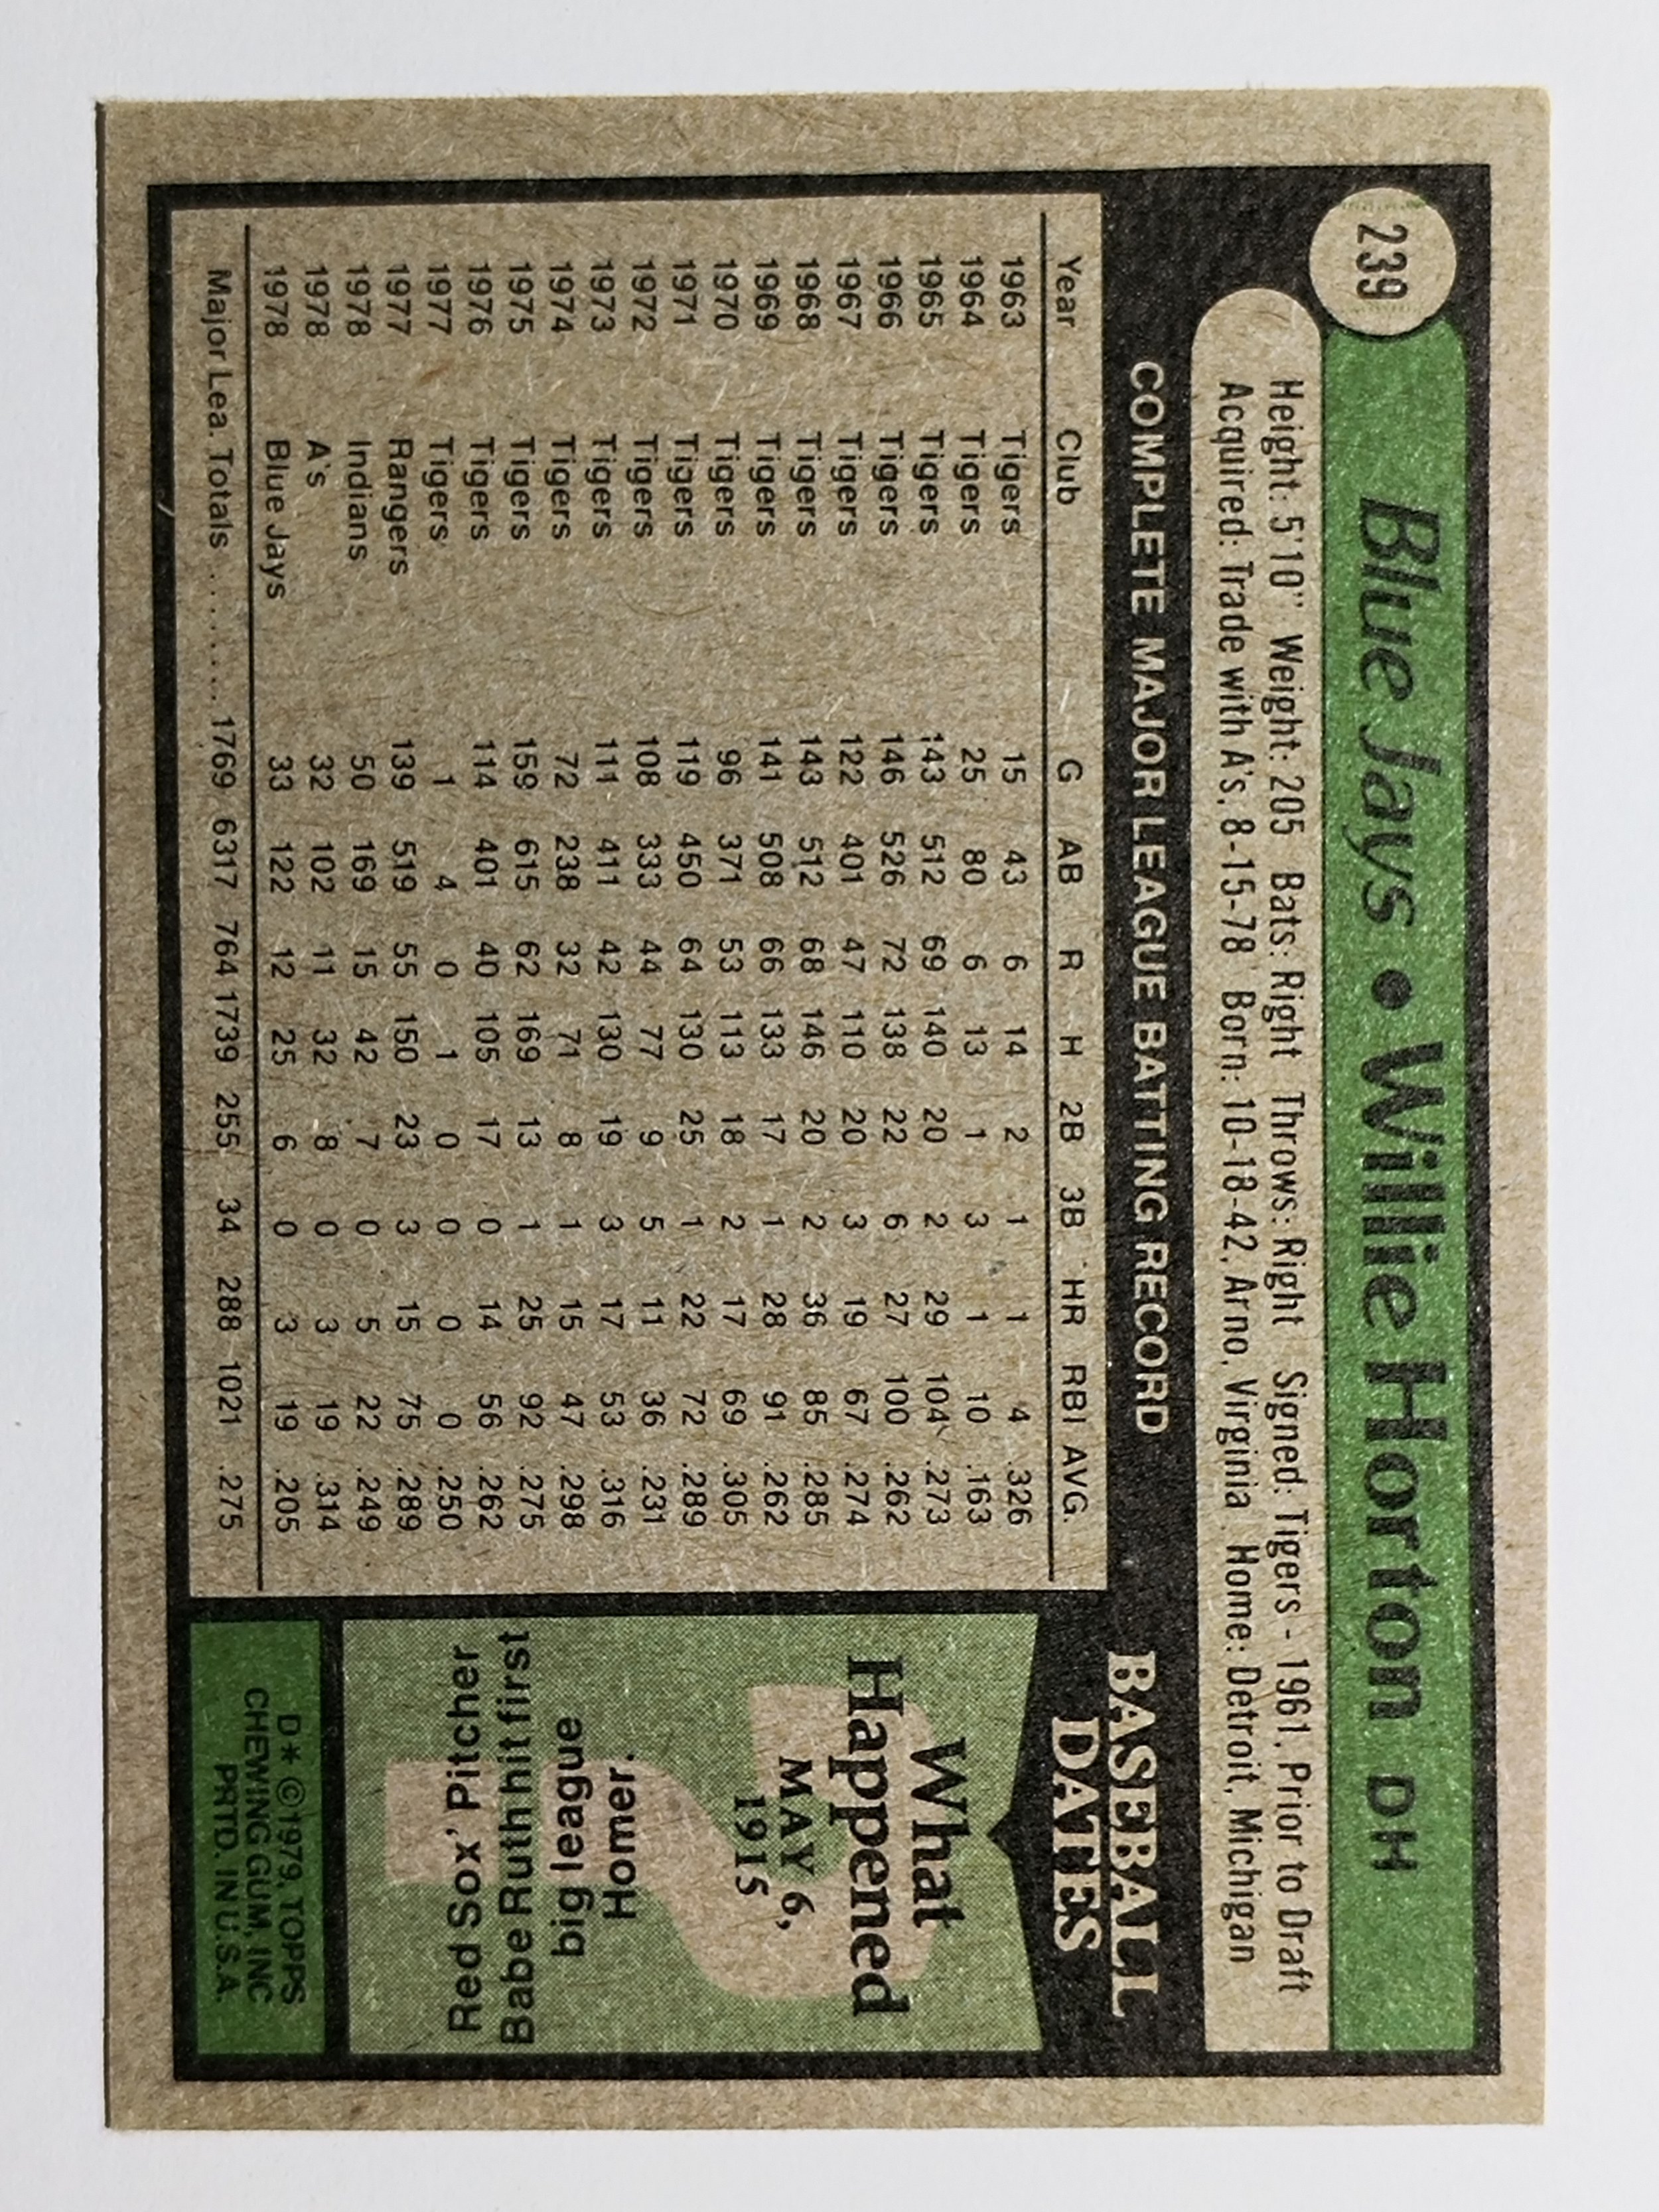 239
Blue Jays • Willie Horton DH
Height: 5'10" Weight: 205 Bats: Right Throws: Right Signed: Tigers - 1961, Prior to Draft
Acquired: Trade with A's, 8-15-78 Born: 10-18-42, Arno, Virginia Home: Detroit, Michigan
COMPLETE MAJOR LEAGUE BATTING RECORD
Year Club G AB R H 2B 3B HR RBI AVG.
1963 Tigers 15 43 6 14 2 1 1 4 .326
1964 Tigers 25 80 6 13 1 3 1 10 .163
1965 Tigers 143 512 69 140 20 2 29 104 .273
1966 Tigers 146 526 72 138 22 6 27 100 .262
1967 Tigers 122 401 47 110 20 3 19 67 .274
1968 Tigers 143 512 68 146 20 2 36 85 .285
1969 Tigers 141 508 66 133 17 1 28 91 .262
1970 Tigers 96 371 53 113 18 2 17 69 .305
1971 Tigers 119 450 64 130 25 1 22 72 .289
1972 Tigers 108 333 44 77 9 5 11 36 .231
1973 Tigers 111 411 42 130 19 3 17 53 .316
1974 Tigers 72 238 32 71 8 1 15 47 .298
1975 Tigers 159 615 62 169 13 1 25 92 .275
1976 Tigers 114 401 40 105 17 0 14 56 .262
1977 Tigers 1 4 0 1 0 0 0 0 .250
1977 Rangers 139 519 55 150 23 3 15 75 .289
1978 Indians 50 169 15 42 7 0 5 22 .249
1978 A's 32 102 11 32 8 0 3 19 .314
1978 Blue Jays 33 122 12 25 6 0 3 19 .205
Major Lea. Totals ......... 1769 6317 764 1739 255 34 288 1021 .275
BASEBALL
DATES
What
Happened
MAY 6,
1915
Red Sox' Pitcher
Babe Ruth hit first
big league
Homer.
D* ©1979, TOPPS
CHEWING GUM, INC
PRTD. IN U.S.A.